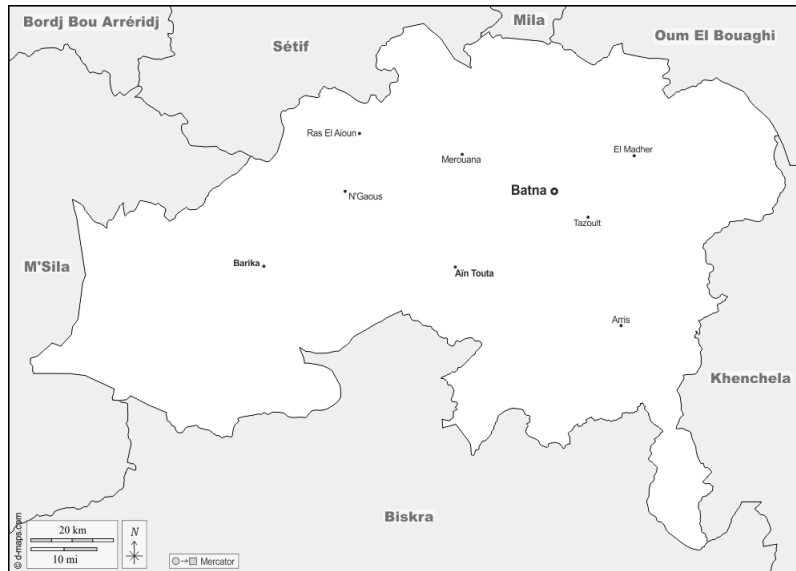 Bordj Bou Arréridj
Mila
Oum El Bouaghi
Sétif
Ras El Aioun
Merouana
El Madher
Batna
N'Gaous
Tazoult
M'Sila
Barika
Aïn Touta
Arris
Khenchela
Biskra
20 km
10 mi
N
Mercator
© d-maps.com